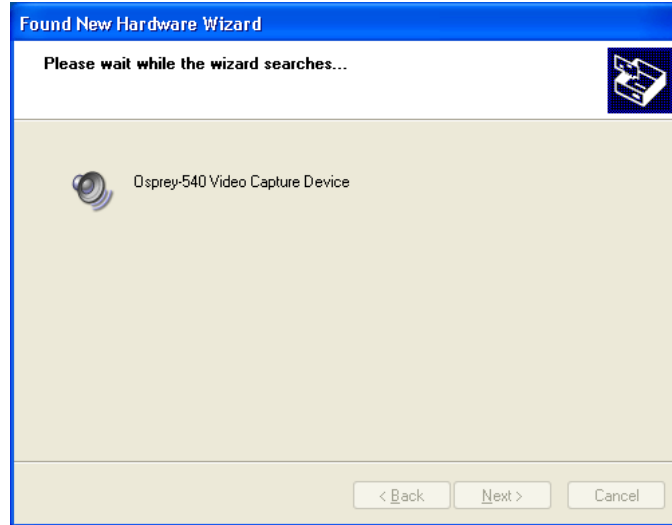 Found New Hardware Wizard
Please wait while the wizard searches...
Osprey-540 Video Capture Device
< Back
Next >
Cancel